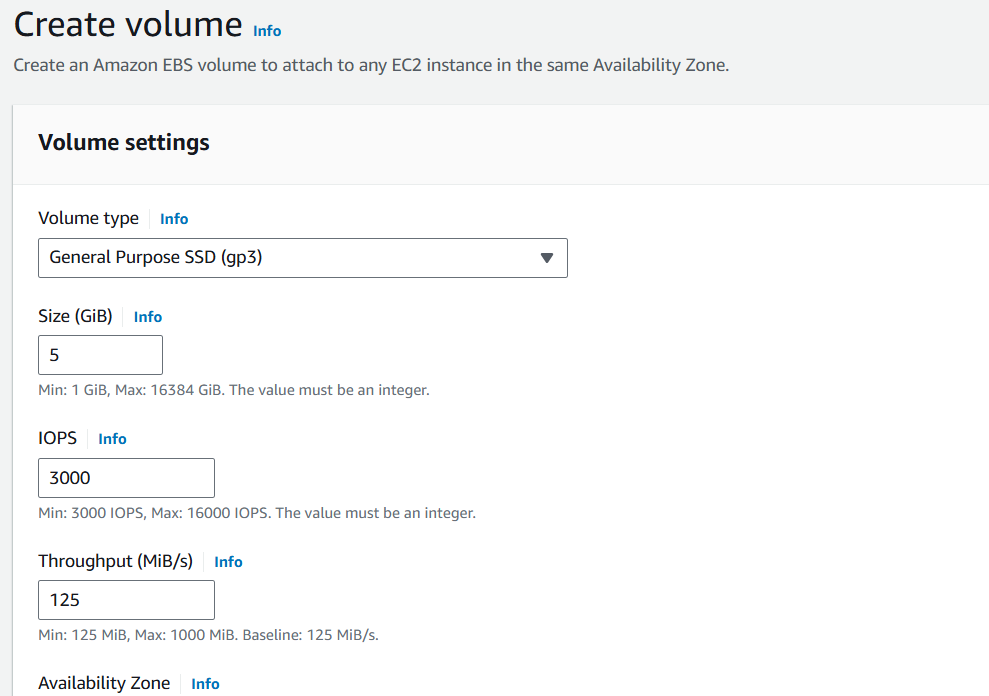 Create volume Info
Create an Amazon EBS volume to attach to any EC2 instance in the same Availability Zone.
Volume settings
Volume type Info
General Purpose SSD (gp3)
Size (GiB) Info
5
Min: 1 GiB, Max: 16384 GiB. The value must be an integer.
IOPS Info
3000
Min: 3000 IOPS, Max: 16000 IOPS. The value must be an integer.
Throughput (MiB/s) Info
125
Min: 125 MiB, Max: 1000 MiB. Baseline: 125 MiB/s.
Availability Zone Info